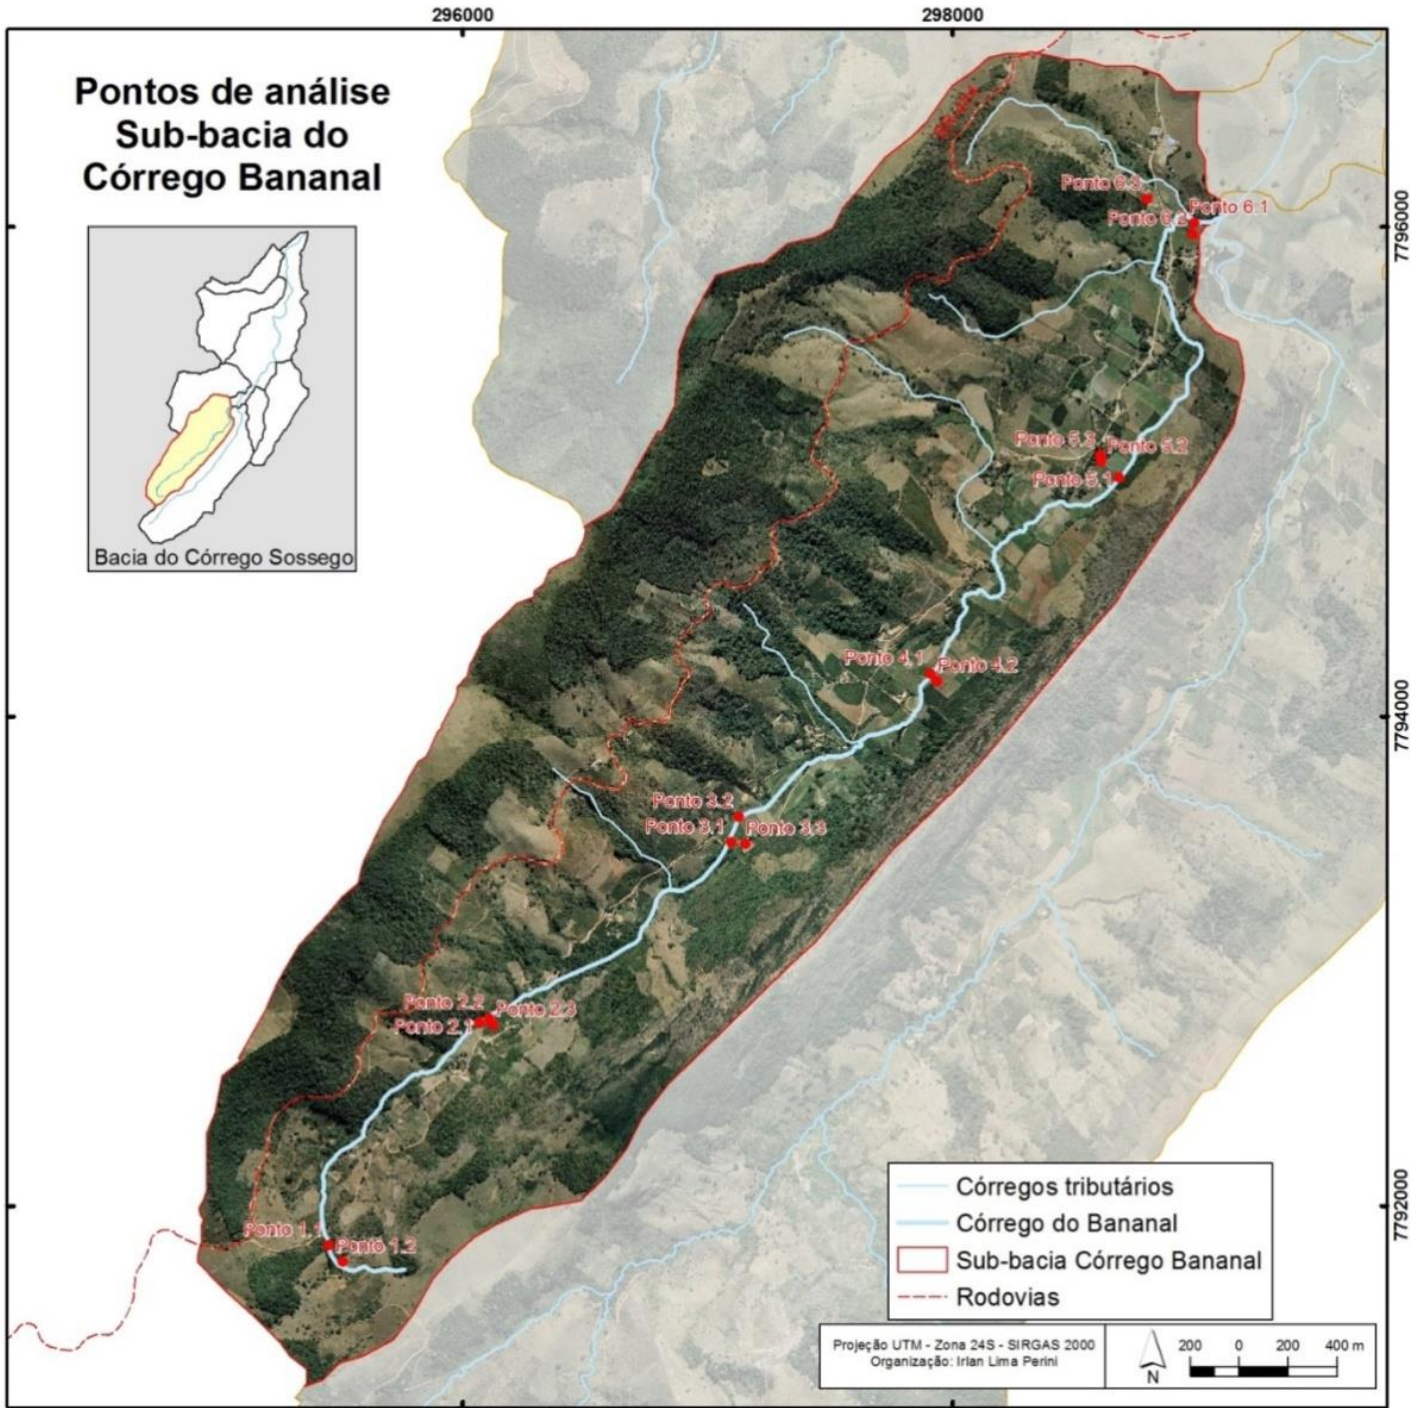 296000
298000
Pontos de análise
Sub-bacia do
Córrego Bananal
Bacia do Córrego Sossego
7796000
7794000
7792000
Ponto 6.3
Ponto 6.2
Ponto 6.1
Ponto 5.3
Ponto 5.2
Ponto 5.1
Ponto 4.1
Ponto 4.2
Ponto 3.2
Ponto 3.1
Ponto 3.3
Ponto 2.2
Ponto 2.3
Ponto 2.1
Ponto 1.1
Ponto 1.2
Córregos tributários
Córrego do Bananal
Sub-bacia Córrego Bananal
Rodovias
Projeção UTM - Zona 24S - SIRGAS 2000
Organização: Irlan Lima Perini
N
200 0 200 400 m